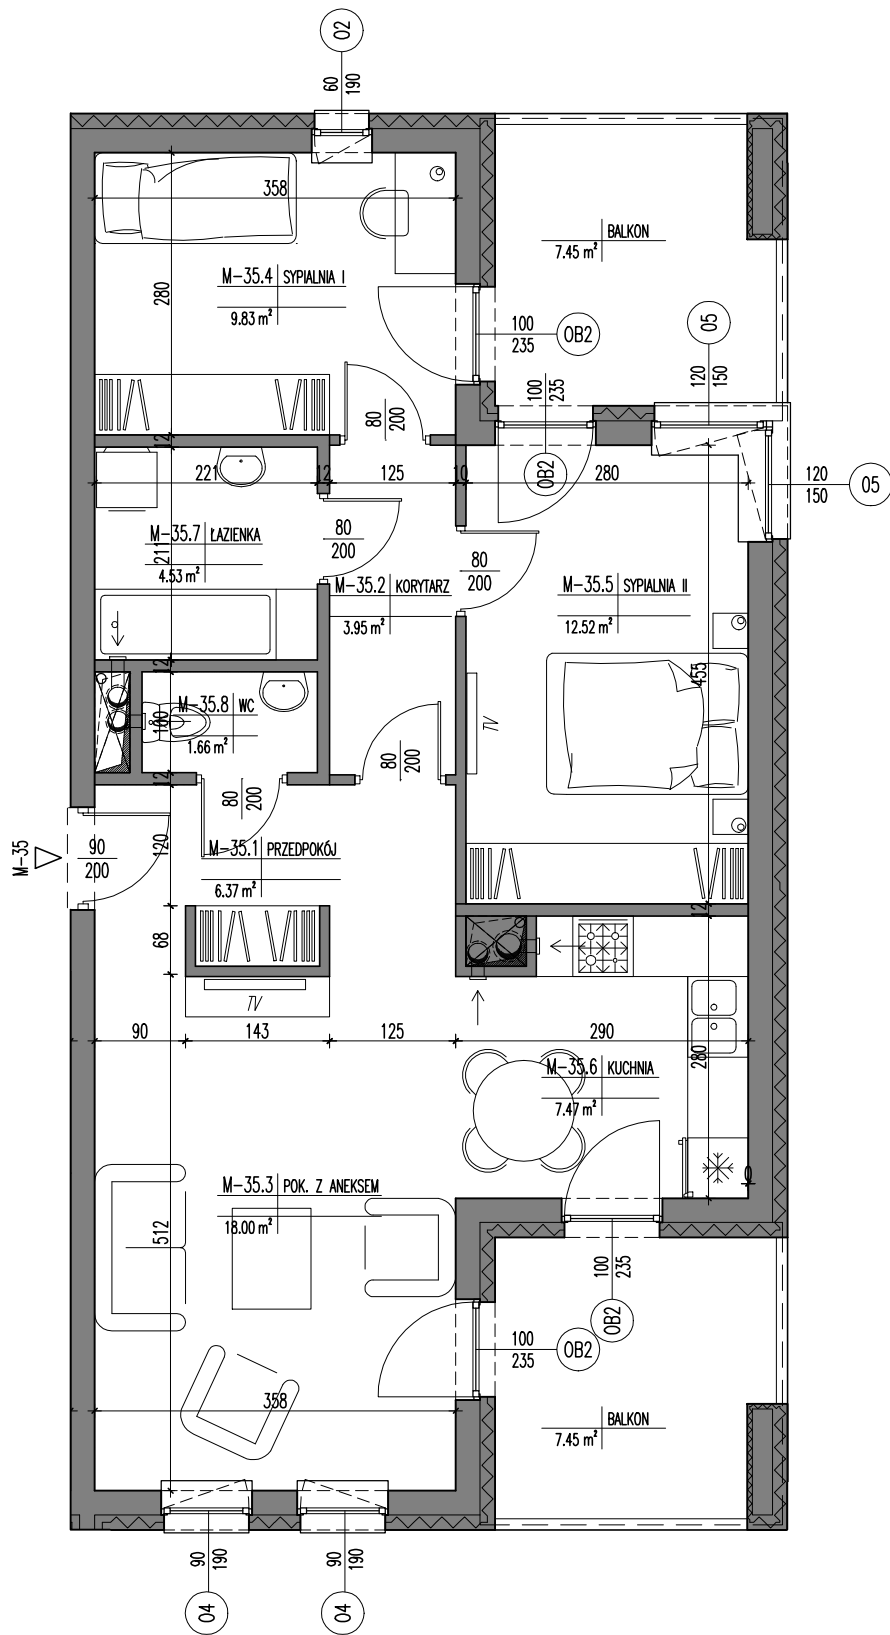 02
60
190
358
BALKON
7.45 m²
M-35.4 SYPIALNIA I
9.83 m²
280
100
235
OB2
05
120
150
100
235
OB2
80
200
12
221
12
125
10
280
120
150
05
M-35.7 ŁAZIENKA
4.53 m²
211
80
200
80
200
M-35.2 KORYTARZ
3.95 m²
M-35.5 SYPIALNIA II
12.52 m²
12
455
M-35.8 WC
1.66 m²
100
TV
80
200
80
200
12
M-35
90
200
120
M-35.1 PRZEDPOKÓJ
6.37 m²
12
68
TV
90
143
125
290
280
M-35.6 KUCHNIA
7.47 m²
0
M-35.3 POK. Z ANEKSEM
18.00 m²
512
100
235
OB2
100
235
OB2
358
BALKON
7.45 m²
90
190
90
190
04
04